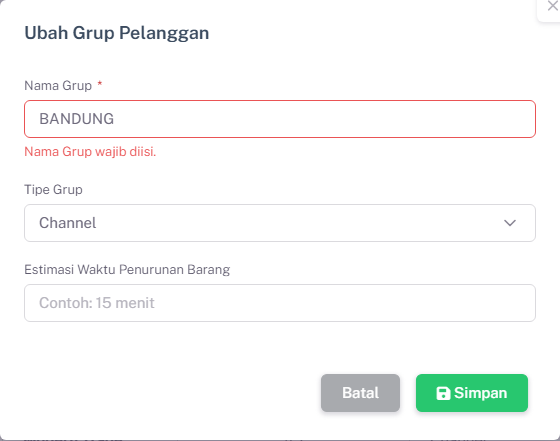 Ubah Grup Pelanggan
Nama Grup *
BANDUNG
Nama Grup wajib diisi.
Tipe Grup
Channel
Estimasi Waktu Penurunan Barang
Contoh: 15 menit
Batal
Simpan